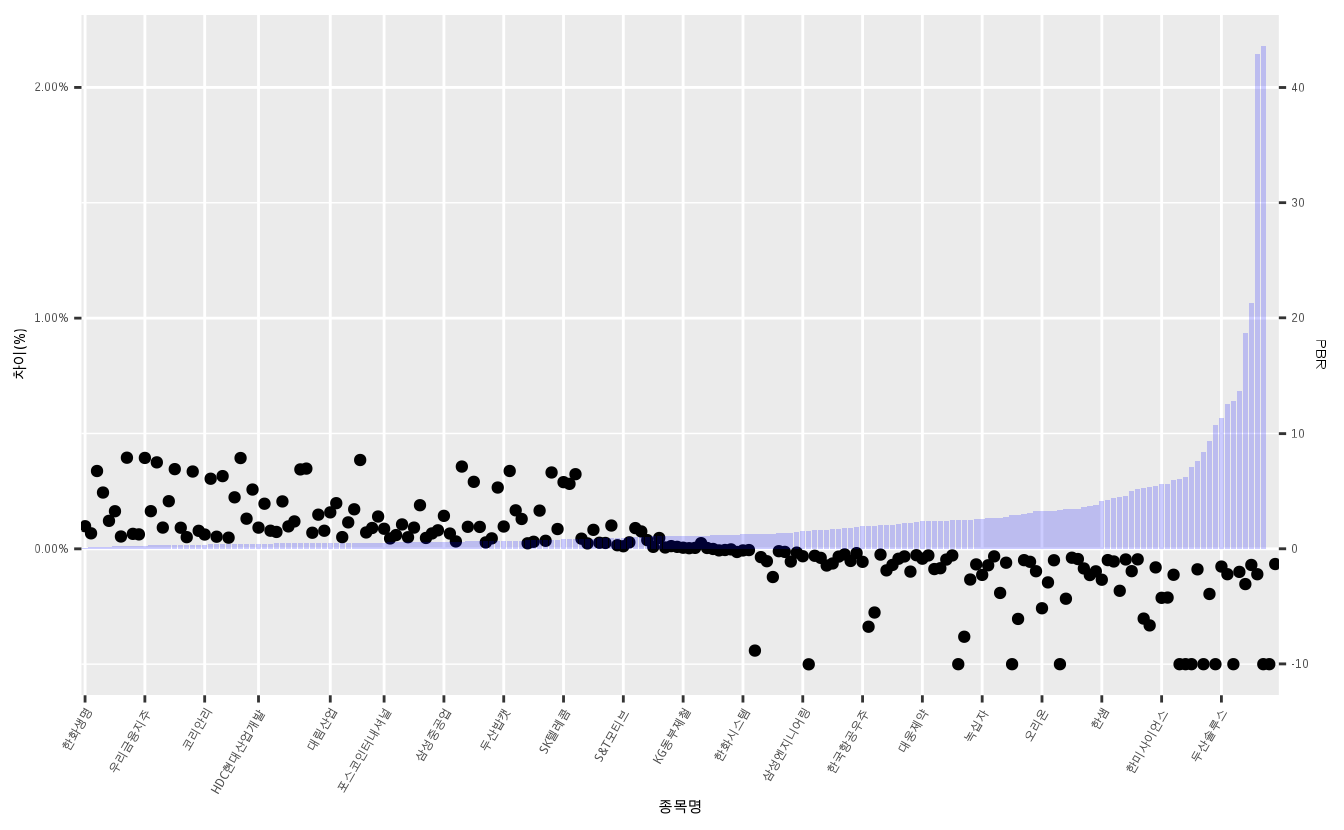 2.00%
1.00%
0.00%
차이(%)
40
30
20
10
0
-10
PBR
한화생명
우리금융지주
코리안리
HDC현대산업개발
대림산업
포스코인터내셔널
삼성중공업
두산밥캣
SK텔레콤
S&T모티브
KG동부제철
한화시스템
삼성엔지니어링
한국항공우주
대웅제약
녹십자
오리온
한샘
한미사이언스
두산솔루스
종목명